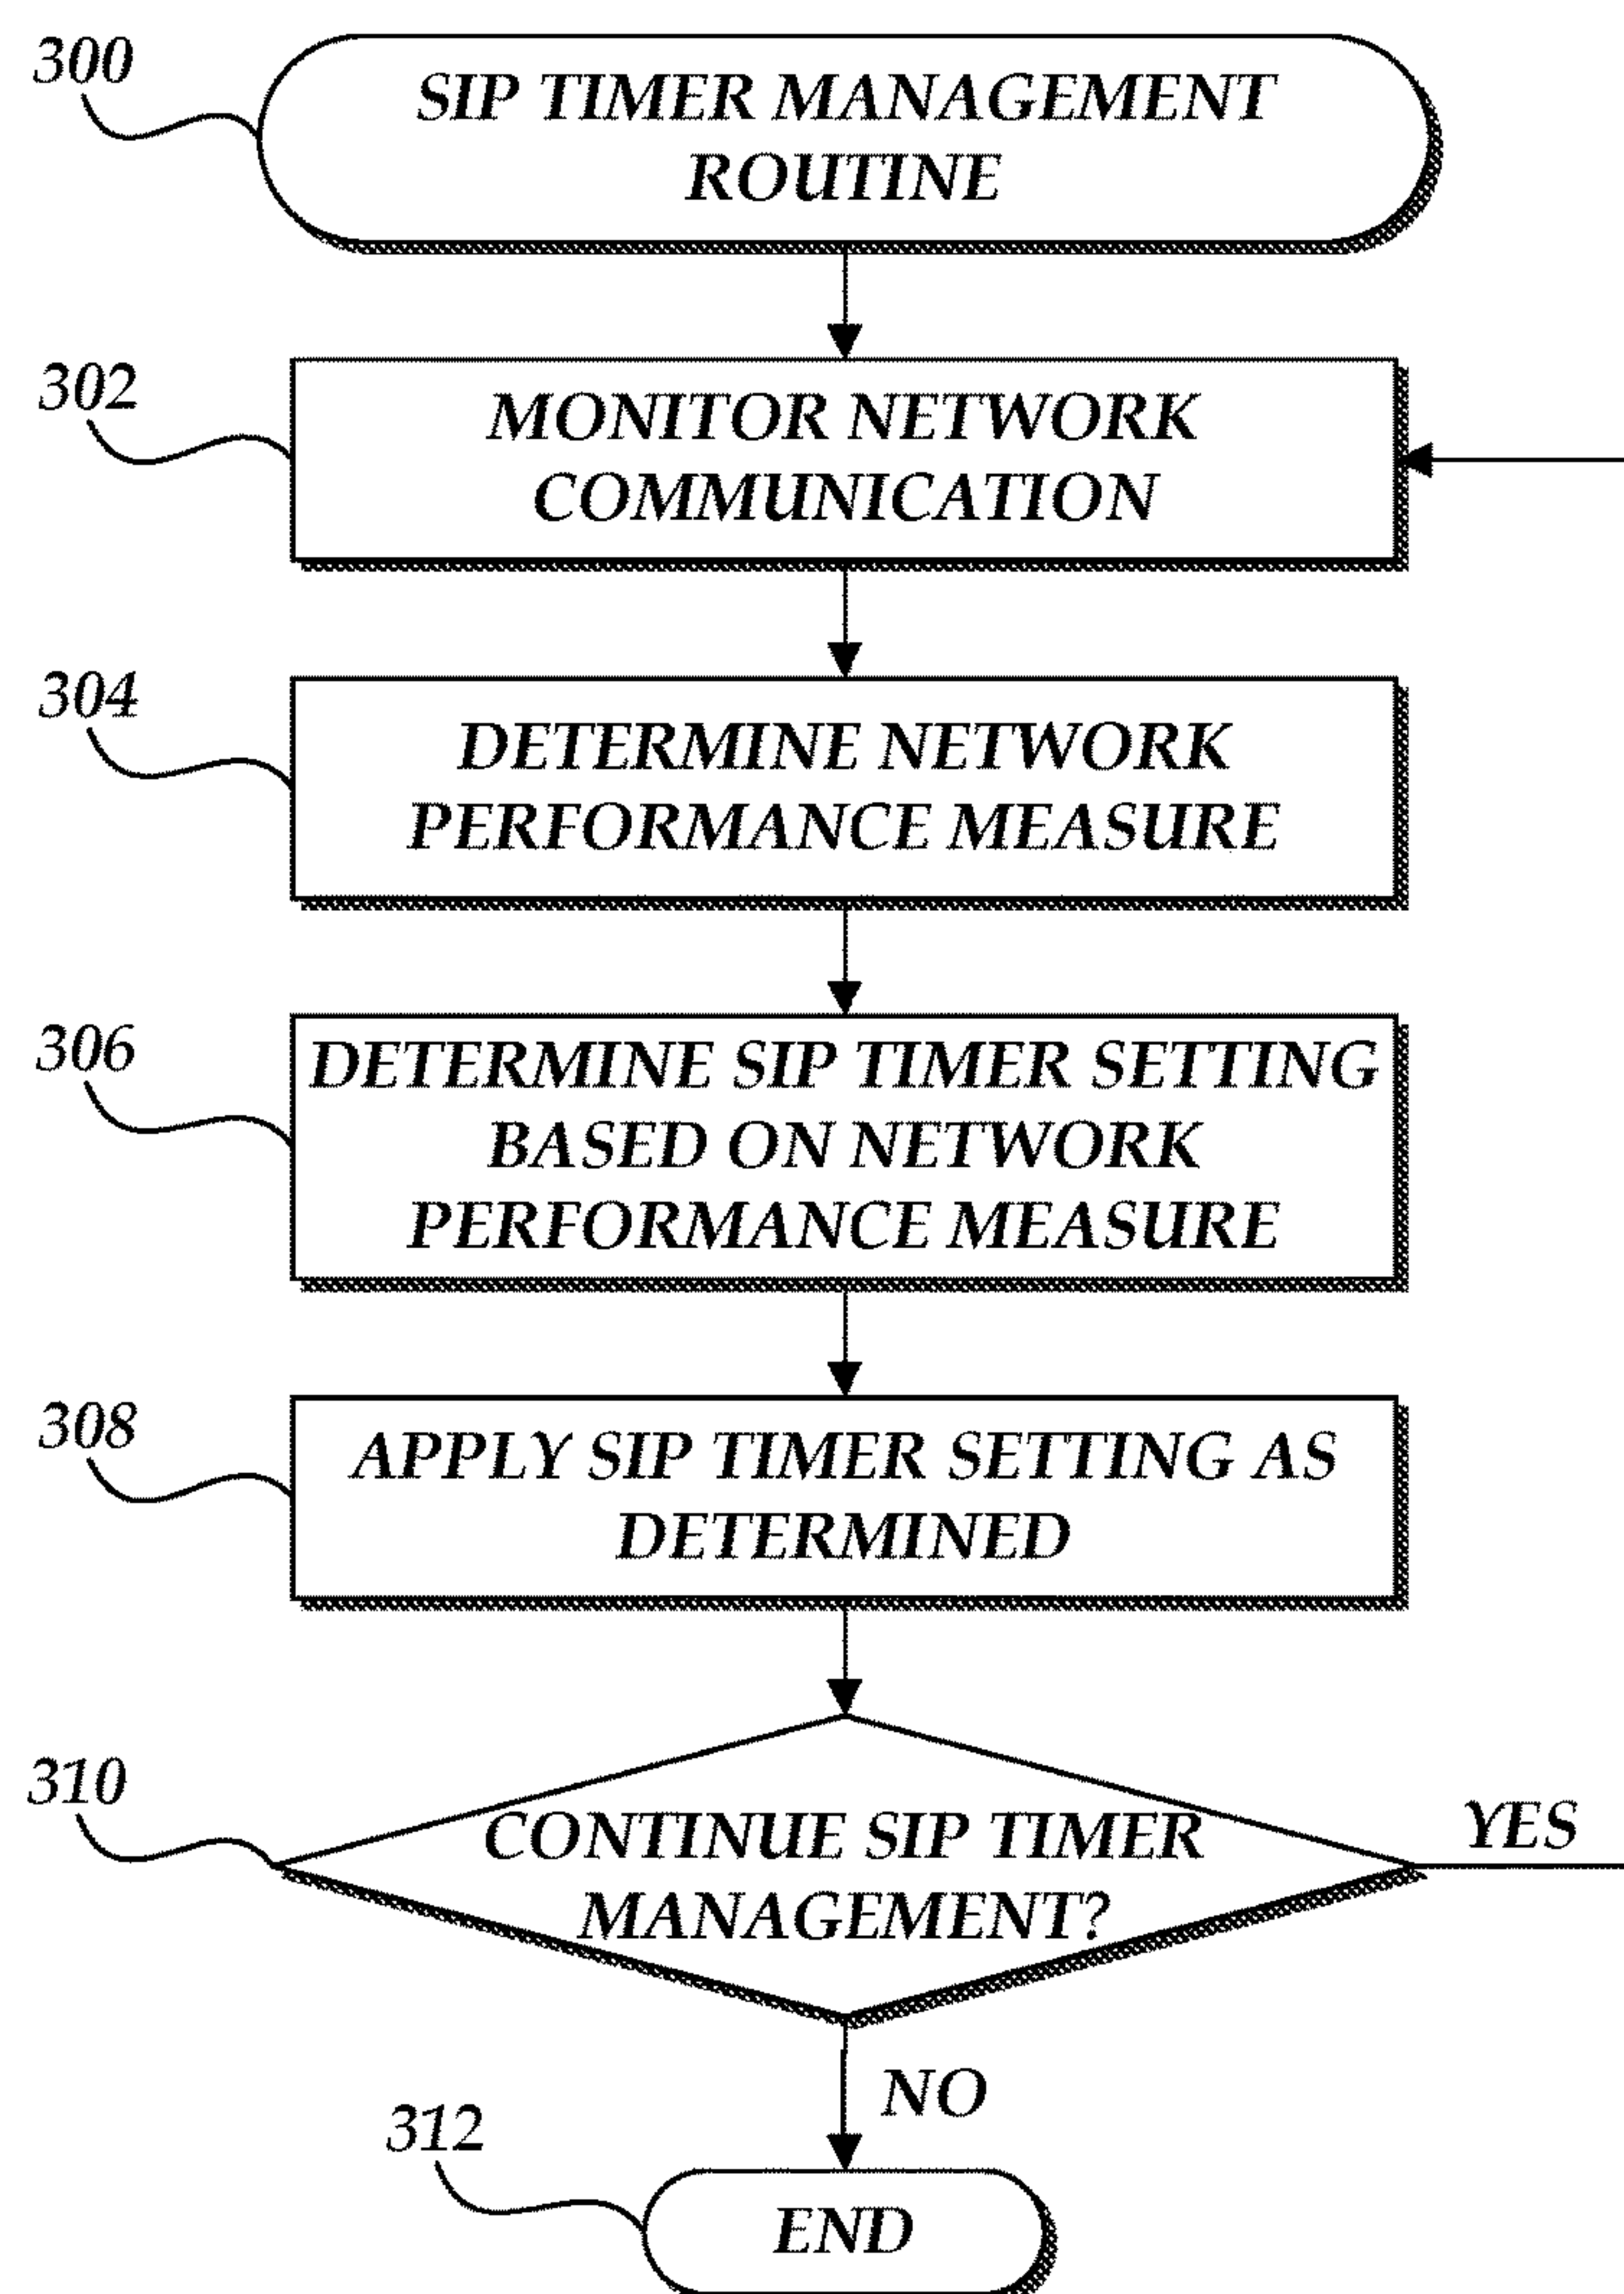 300
SIP TIMER MANAGEMENT
ROUTINE
302
MONITOR NETWORK
COMMUNICATION
304
DETERMINE NETWORK
PERFORMANCE MEASURE
306
DETERMINE SIP TIMER SETTING
BASED ON NETWORK
PERFORMANCE MEASURE
308
APPLY SIP TIMER SETTING AS
DETERMINED
310
CONTINUE SIP TIMER
MANAGEMENT?
YES
NO
312
END